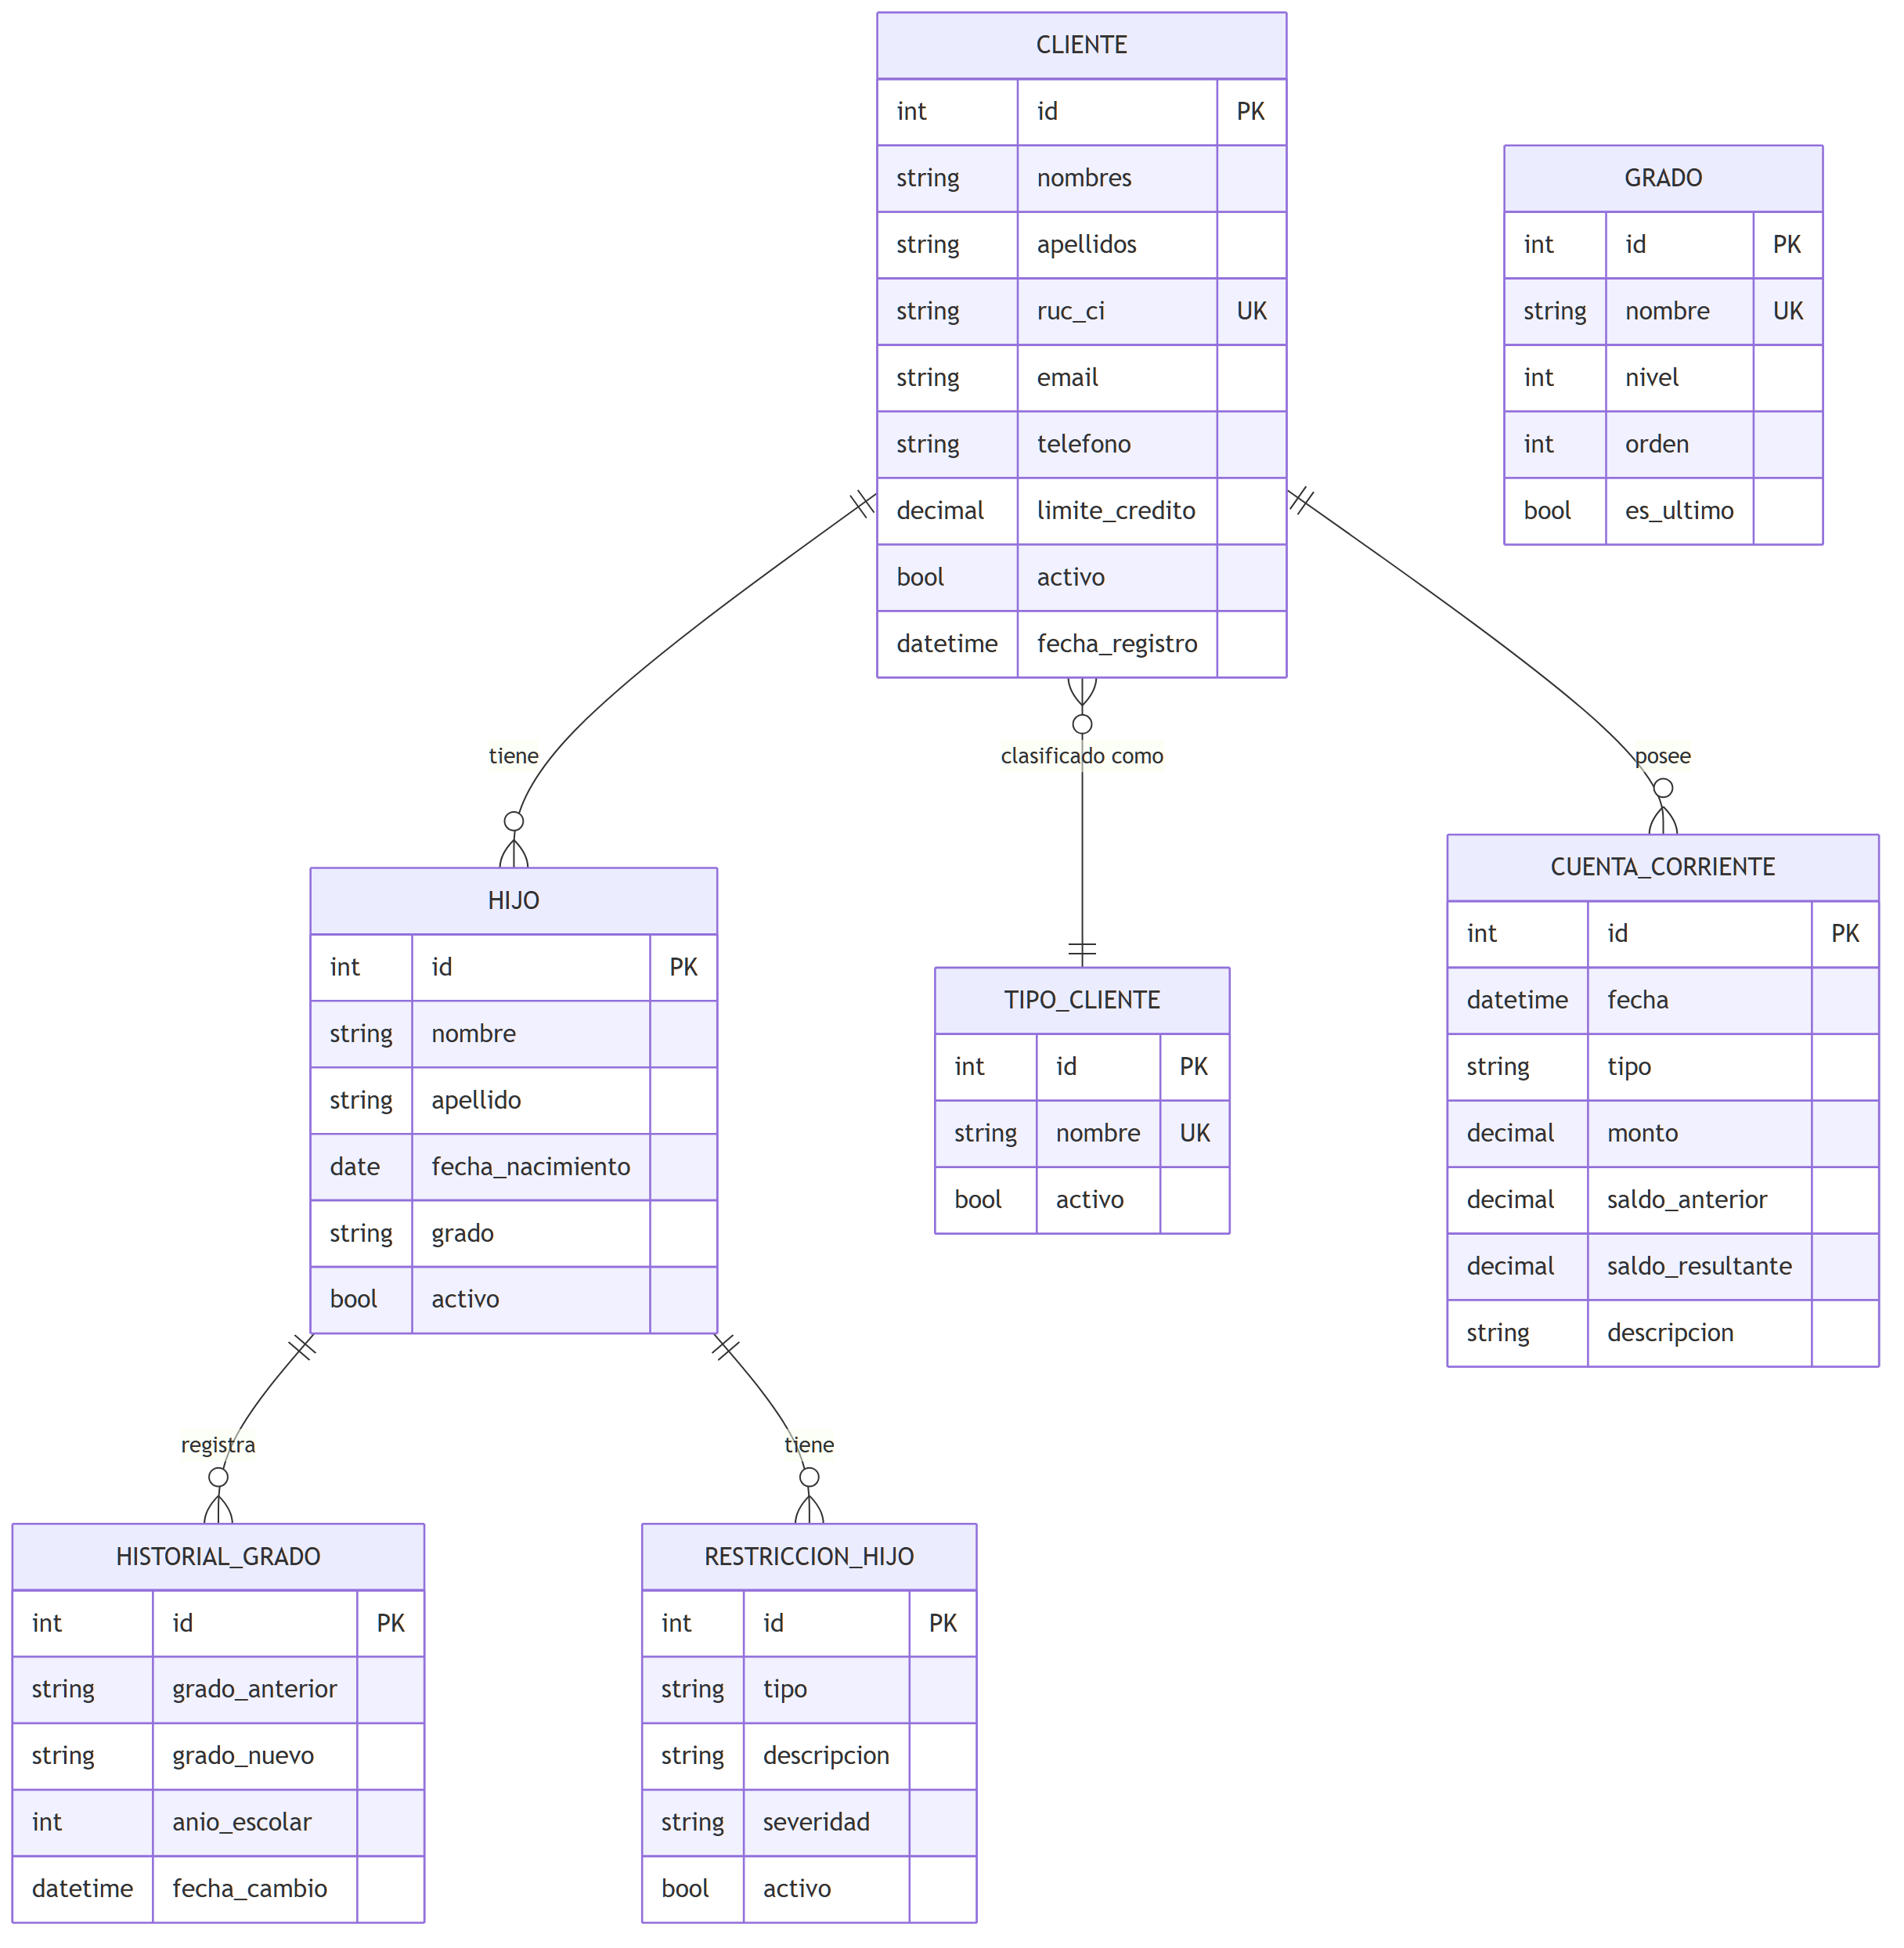 CLIENTE
int id PK
string nombres
string apellidos
string ruc_ci UK
string email
string telefono
decimal limite_credito
bool activo
datetime fecha_registro
GRADO
int id PK
string nombre UK
int nivel
int orden
bool es_ultimo
tiene
clasificado como
posee
HIJO
int id PK
string nombre
string apellido
date fecha_nacimiento
string grado
bool activo
TIPO_CLIENTE
int id PK
string nombre UK
bool activo
CUENTA_CORRIENTE
int id PK
datetime fecha
string tipo
decimal monto
decimal saldo_anterior
decimal saldo_resultante
string descripcion
registra
tiene
HISTORIAL_GRADO
int id PK
string grado_anterior
string grado_nuevo
int anio_escolar
datetime fecha_cambio
RESTRICCION_HIJO
int id PK
string tipo
string descripcion
string severidad
bool activo